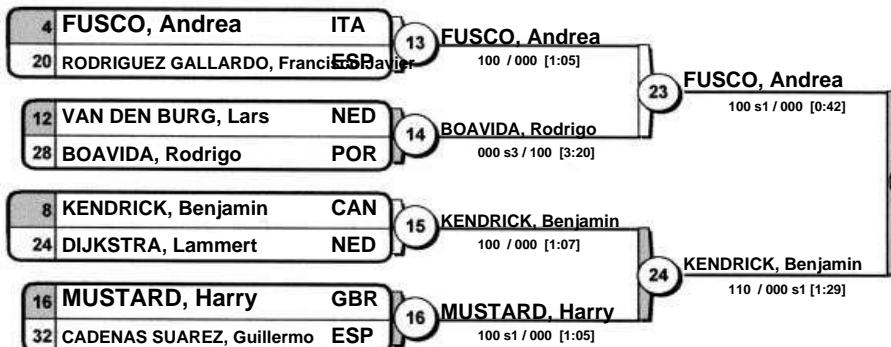 4 FUSCO, Andrea ITA
20 RODRIGUEZ GALLARDO, Francisco Javier ESP
13 FUSCO, Andrea
100 / 000 [1:05]
23 FUSCO, Andrea
100 s1 / 000 [0:42]
12 VAN DEN BURG, Lars NED
28 BOAVIDA, Rodrigo POR
14 BOAVIDA, Rodrigo
000 s3 / 100 [3:20]
8 KENDRICK, Benjamin CAN
24 DIJKSTRA, Lammert NED
15 KENDRICK, Benjamin
100 / 000 [1:07]
24 KENDRICK, Benjamin
110 / 000 s1 [1:29]
16 MUSTARD, Harry GBR
32 CADENAS SUAREZ, Guillermo ESP
16 MUSTARD, Harry
100 s1 / 000 [1:05]